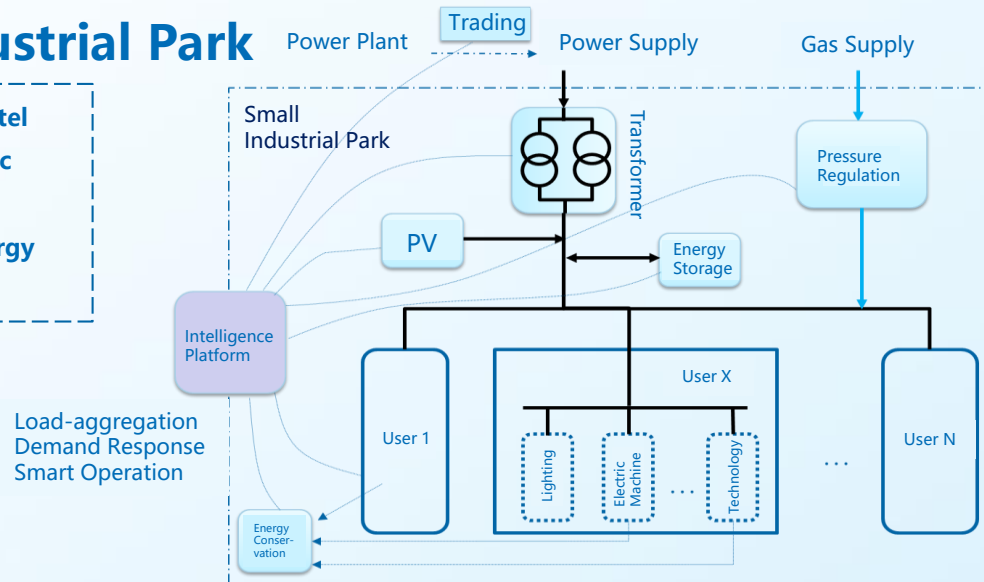 ustrial Park
tel
c
rgy
Power Plant
Trading
Power Supply
Gas Supply
Small
Industrial Park
Transformer
Pressure
Regulation
PV
Energy
Storage
Intelligence
Platform
Load-aggregation
Demand Response
Smart Operation
User 1
User X
Lighting
Electric
Machine
...
Technology
...
User N
Energy
Conser-
vation